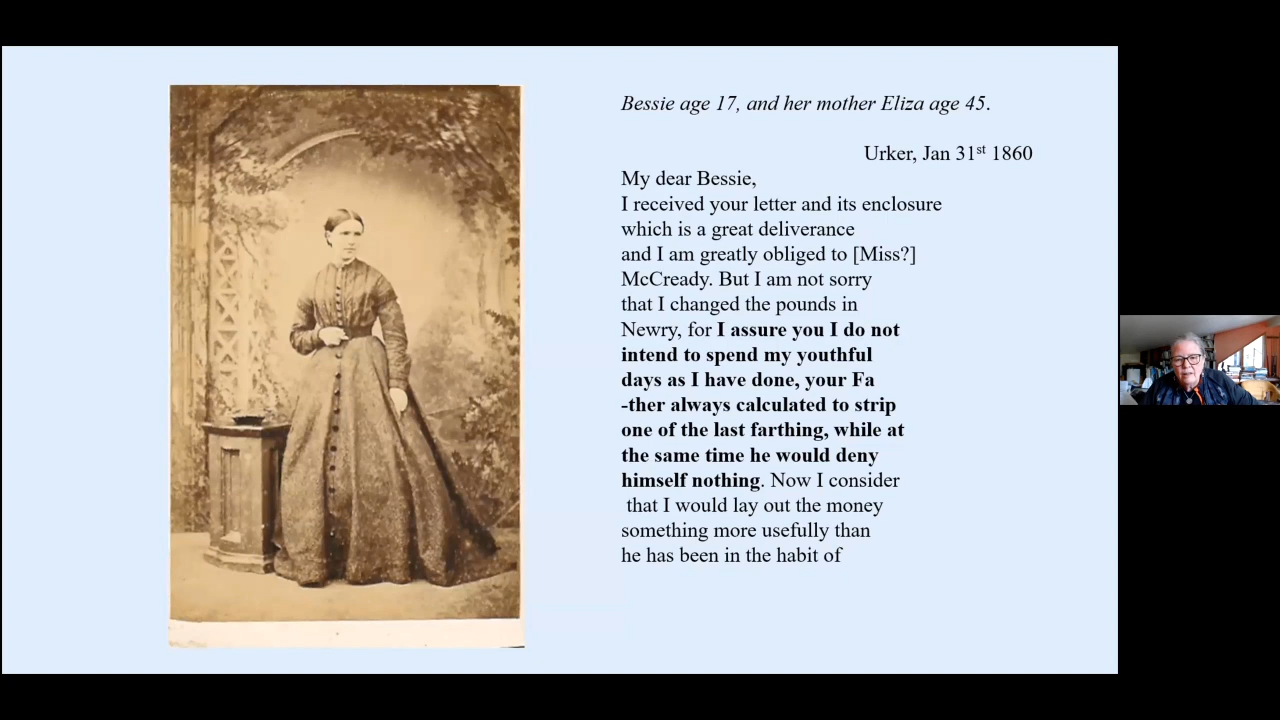 Bessie age 17, and her mother Eliza age 45.
Urker, Jan 31st 1860
My dear Bessie,
I received your letter and its enclosure
which is a great deliverance
and I am greatly obliged to [Miss?]
McCready. But I am not sorry
that I changed the pounds in
Newry, for I assure you I do not
intend to spend my youthful
days as I have done, your Fa
-ther always calculated to strip
one of the last farthing, while at
the same time he would deny
himself nothing. Now I consider
that I would lay out the money
something more usefully than
he has been in the habit of